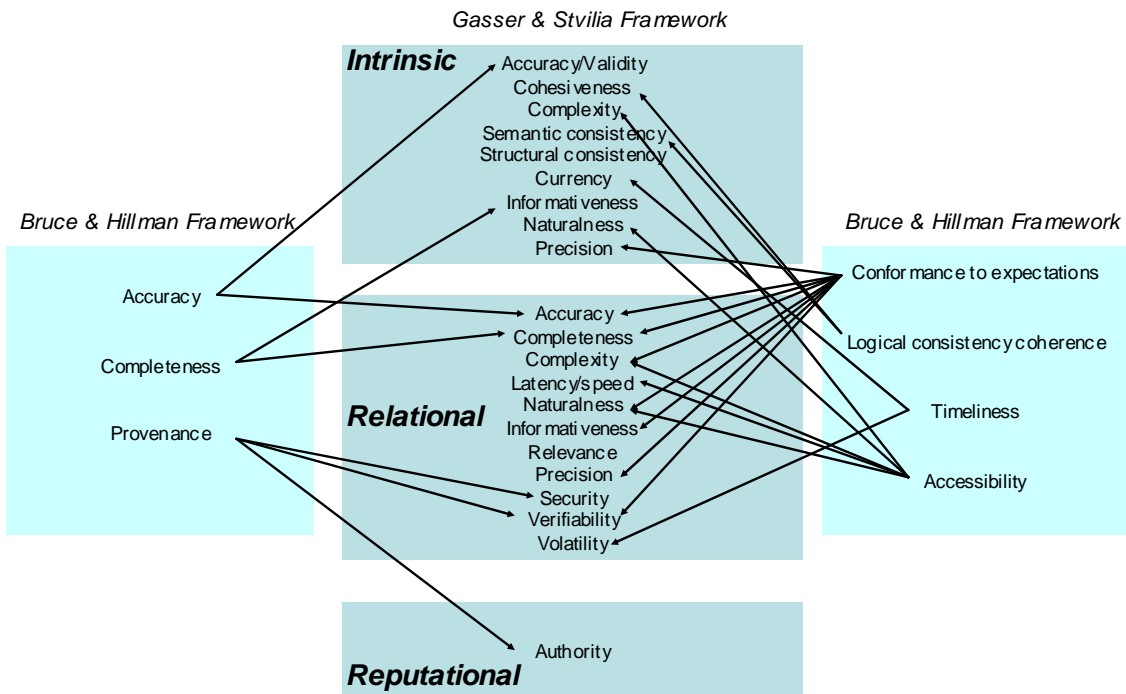 Gasser & Stvilia Framework
Intrinsic
Accuracy/Validity
Cohesiveness
Complexity
Semantic consistency
Structural consistency
Currency
Informativeness
Naturalness
Precision
Bruce & Hillman Framework
Accuracy
Completeness
Provenance
Relational
Accuracy
Completeness
Complexity
Latency/speed
Naturalness
Informativeness
Relevance
Precision
Security
Verifiability
Volatility
Reputational
Authority
Bruce & Hillman Framework
Conformance to expectations
Logical consistency coherence
Timeliness
Accessibility